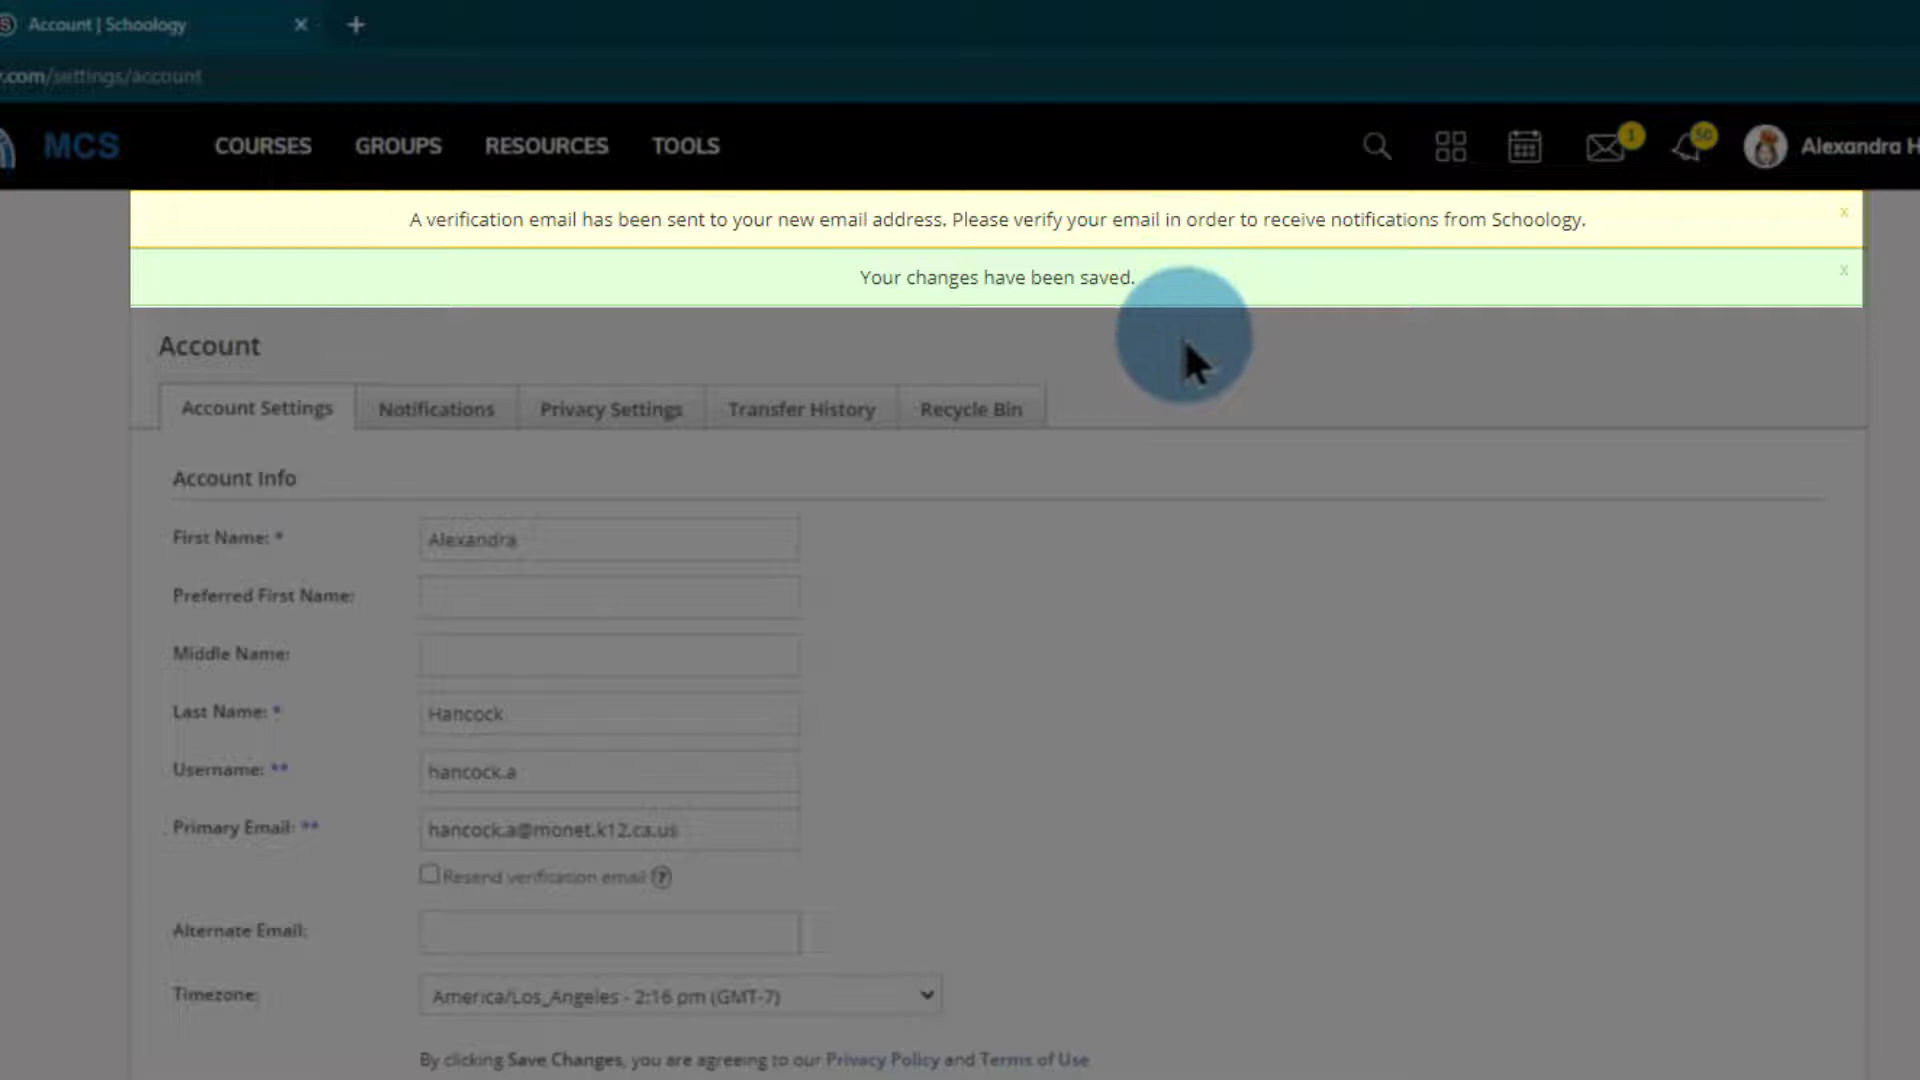 Account | Schoology
.com/settings/account
MCS COURSES GROUPS RESOURCES TOOLS 1 50 Alexandra H
A verification email has been sent to your new email address. Please verify your email in order to receive notifications from Schoology. x
Your changes have been saved. x
Account
Account Settings Notifications Privacy Settings Transfer History Recycle Bin
Account Info
First Name: * Alexandra
Preferred First Name:
Middle Name:
Last Name: * Hancock
Username: ** hancock.a
Primary Email: ** hancock.a@monet.k12.ca.us
Resend verification email ?
Alternate Email:
Timezone: America/Los_Angeles - 2:16 pm (GMT-7)
By clicking Save Changes, you are agreeing to our Privacy Policy and Terms of Use